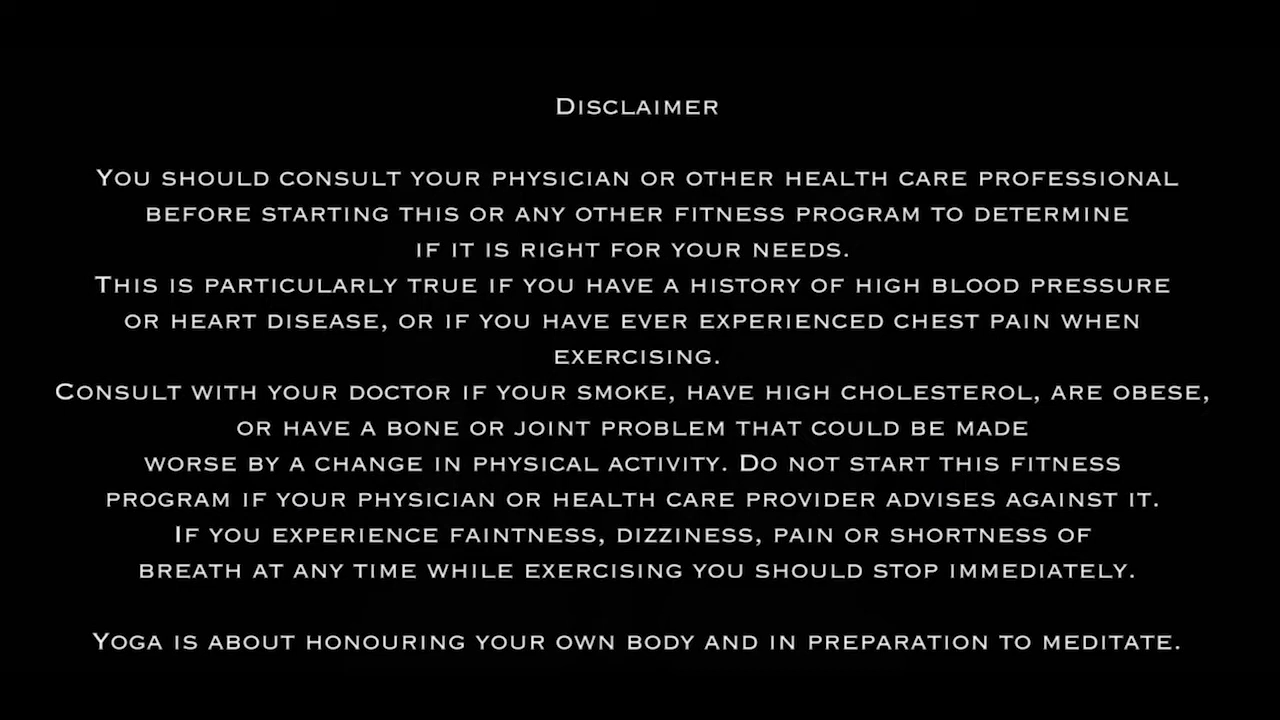 Disclaimer
You should consult your physician or other health care professional
before starting this or any other fitness program to determine
if it is right for your needs.
This is particularly true if you have a history of high blood pressure
or heart disease, or if you have ever experienced chest pain when
exercising.
Consult with your doctor if your smoke, have high cholesterol, are obese,
or have a bone or joint problem that could be made
worse by a change in physical activity. Do not start this fitness
program if your physician or health care provider advises against it.
If you experience faintness, dizziness, pain or shortness of
breath at any time while exercising you should stop immediately.
Yoga is about honouring your own body and in preparation to meditate.